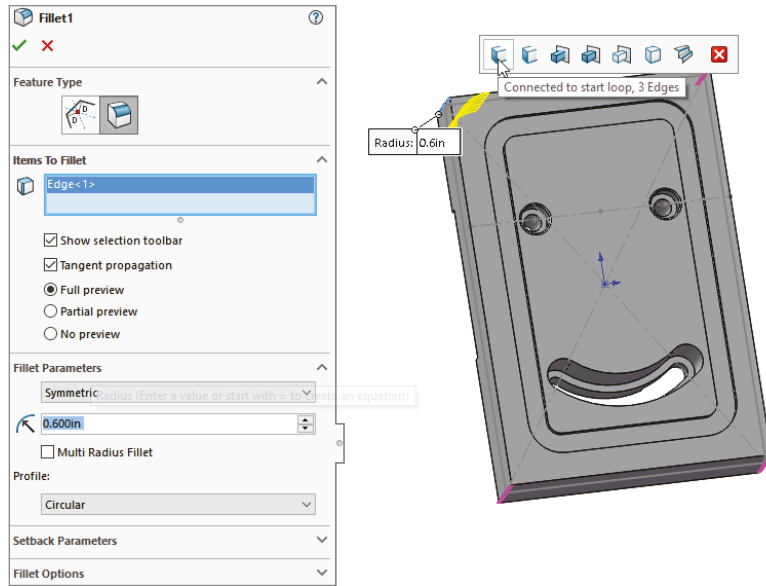 Fillet1
Feature Type
D
D
Items To Fillet
Edge<1>
Show selection toolbar
Tangent propagation
Full preview
Partial preview
No preview
Fillet Parameters
Symmetric
Radius (Enter a value or start with = to create an equation)
0.600in
Multi Radius Fillet
Profile:
Circular
Setback Parameters
Fillet Options
Connected to start loop, 3 Edges
Radius: 0.6in